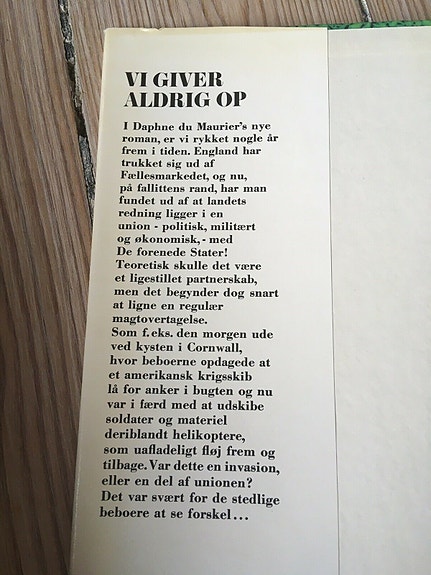 VI GIVER
ALDRIG OP
I Daphne du Maurier's nye
roman, er vi rykket nogle år
frem i tiden. England har
trukket sig ud af
Fællesmarkedet, og nu,
på fallittens rand, har man
fundet ud af at landets
redning ligger i en
union - politisk, militært
og økonomisk,- med
De forenede Stater!
Teoretisk skulle det være
et ligestillet partnerskab,
men det begynder dog snart
at ligne en regulær
magtovertagelse.
Som f.eks. den morgen ude
ved kysten i Cornwall,
hvor beboerne opdagede at
et amerikansk krigsskib
lå for anker i bugten og nu
var i færd med at udskibe
soldater og materiel
deriblandt helikoptere,
som uafladeligt fløj frem og
tilbage. Var dette en invasion,
eller en del af unionen?
Det var svært for de stedlige
beboere at se forskel...